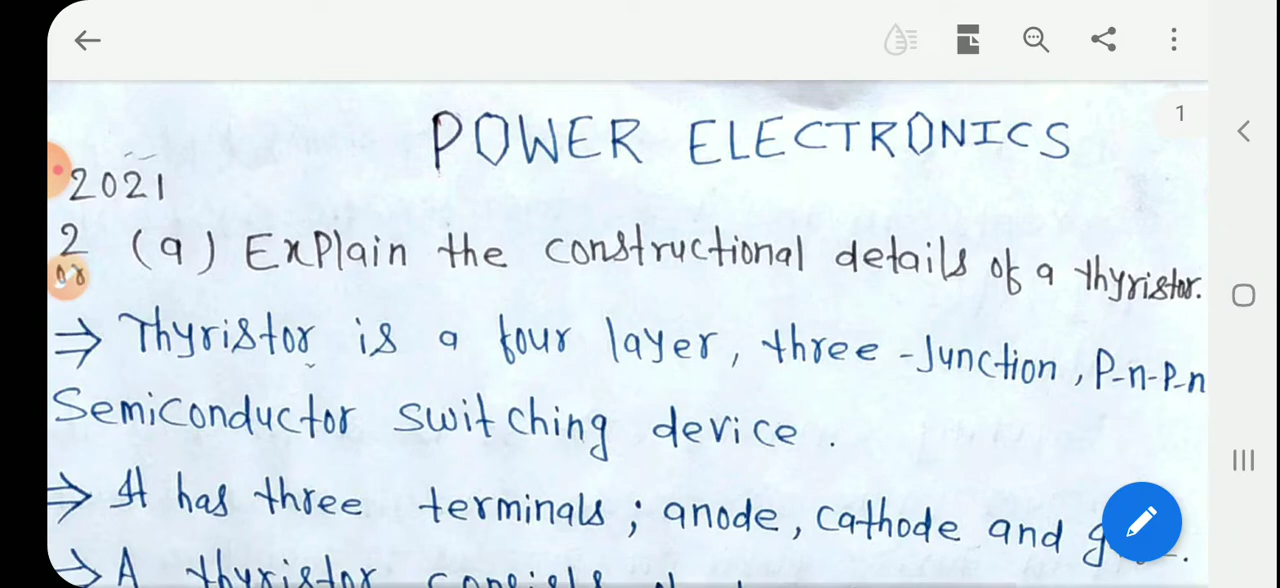 1
POWER ELECTRONICS
2021
2 (a) Explain the constructional details of a thyristor.
⇒ Thyristor is a four layer, three-Junction, P-n-P-n
Semiconductor switching device.
⇒ It has three terminals; anode, cathode and
⇒ A thyristor consists